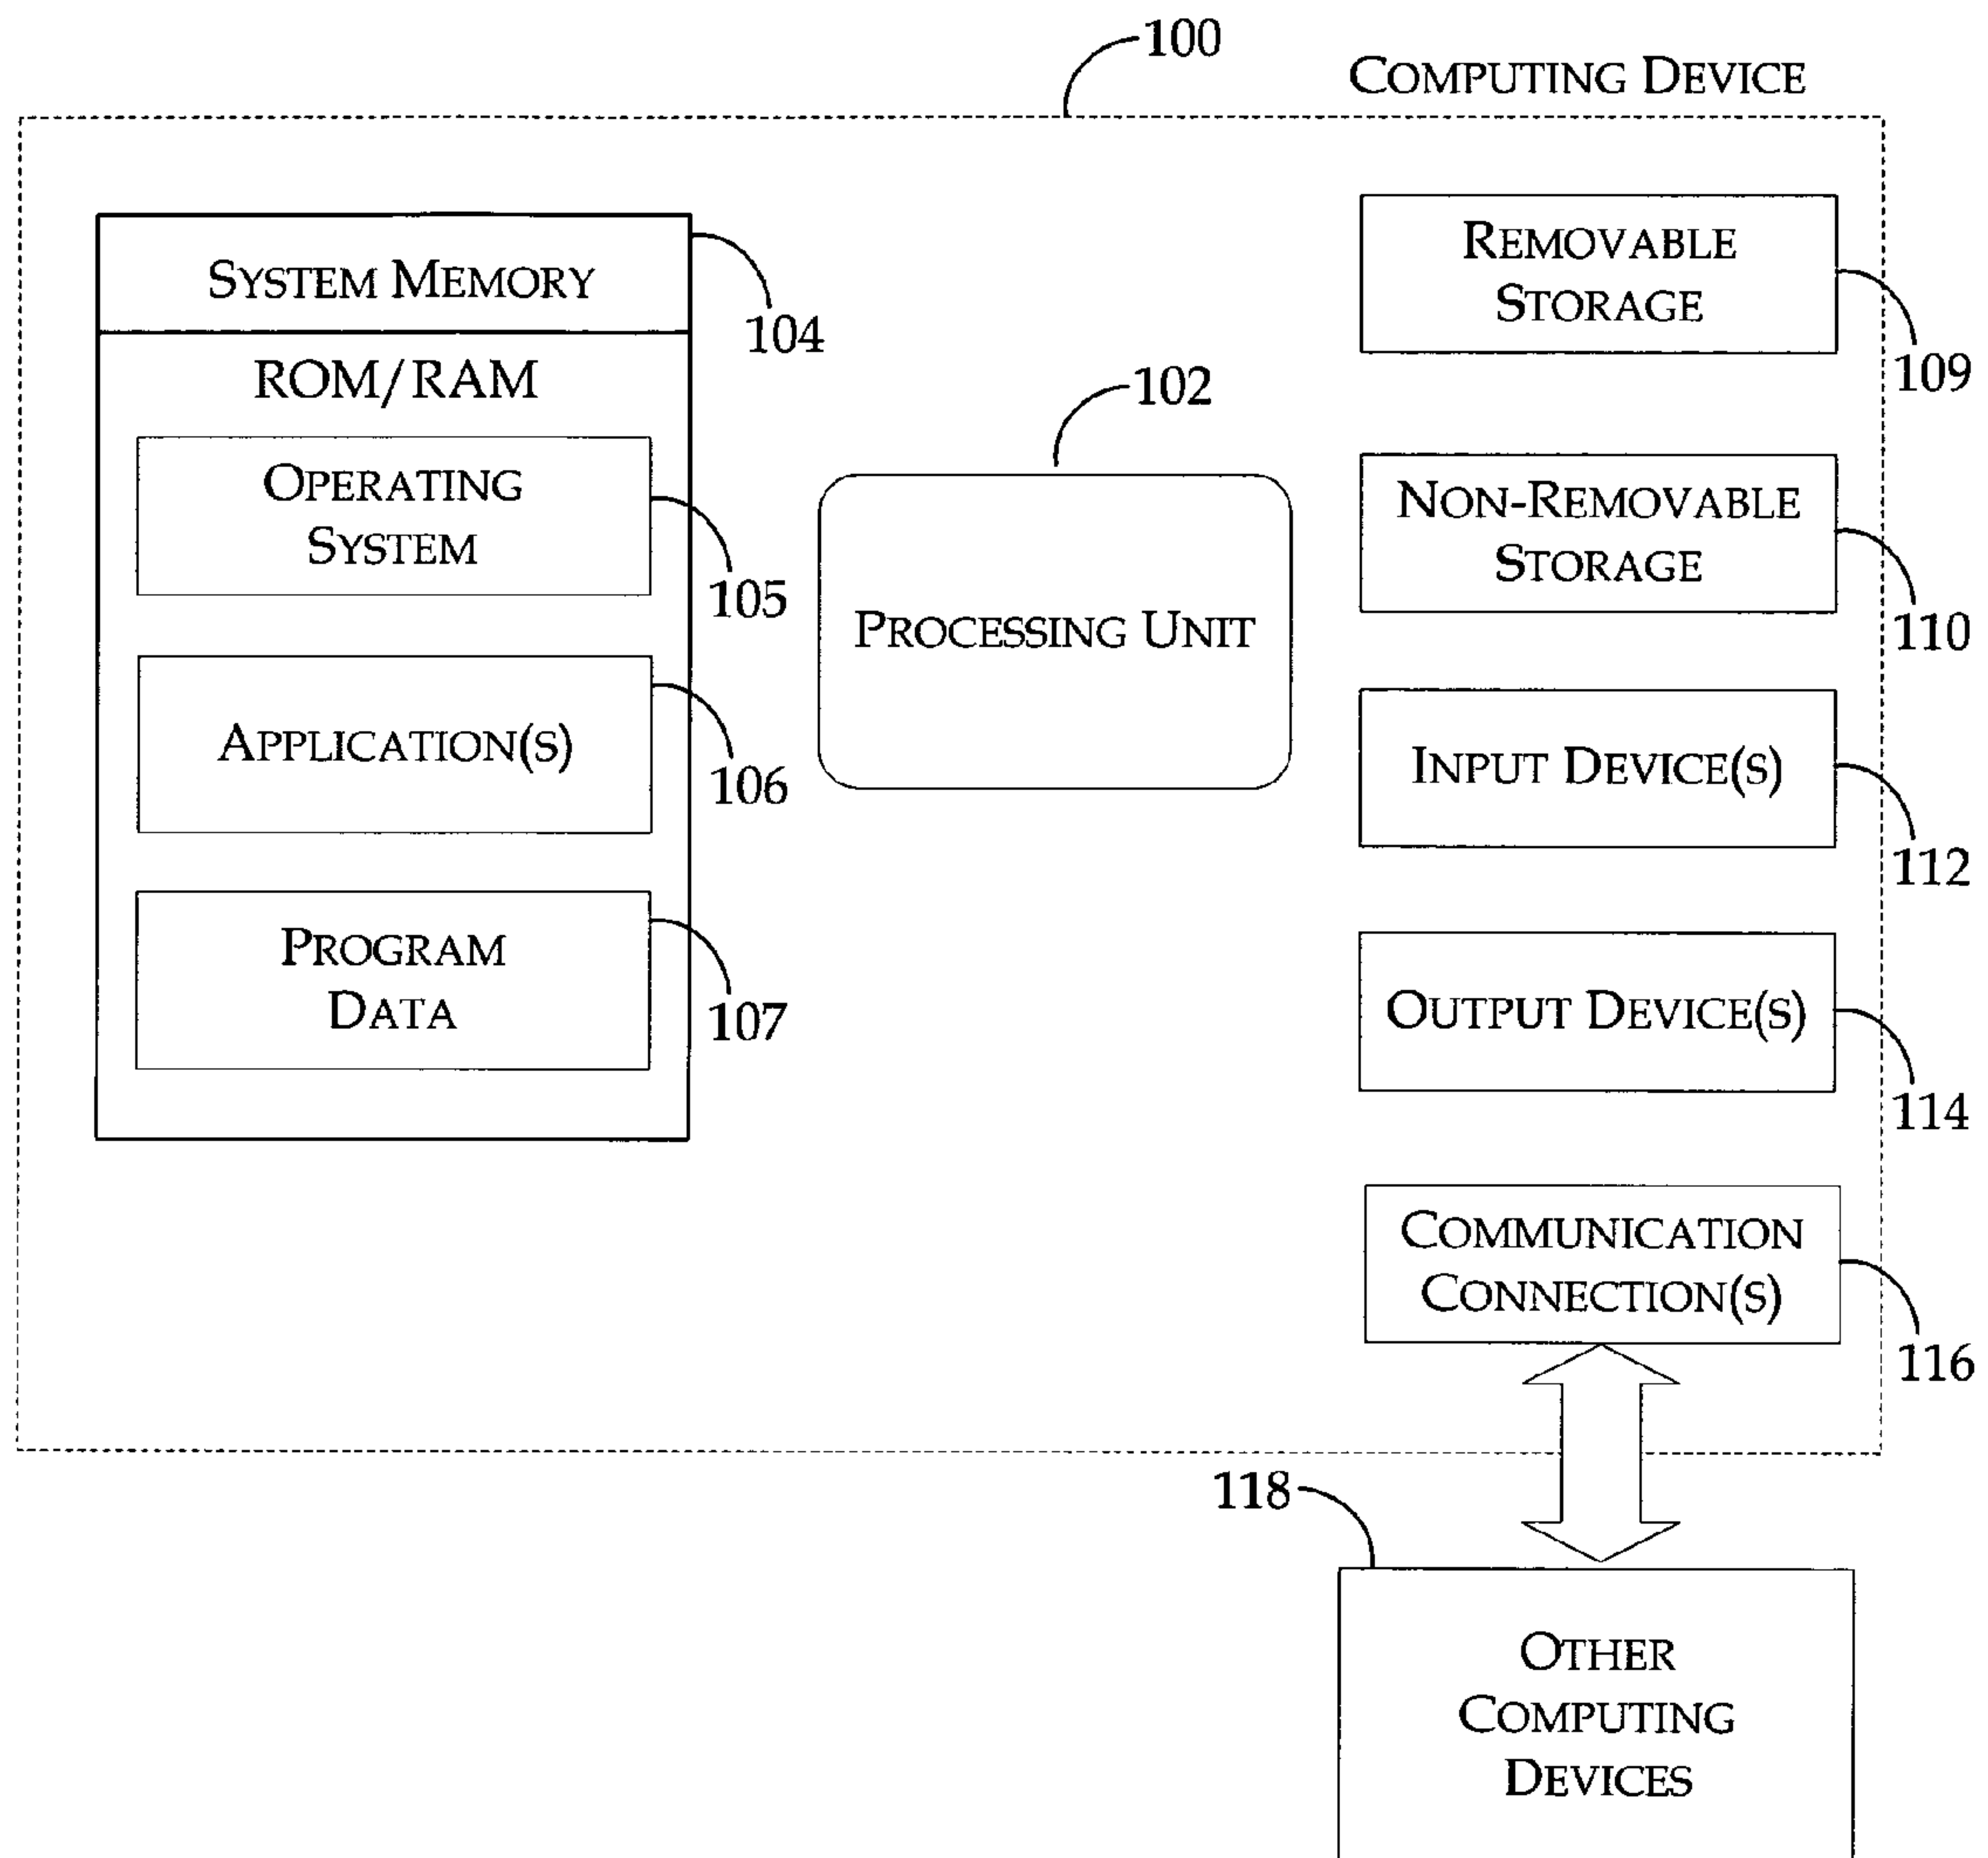 100
COMPUTING DEVICE
SYSTEM MEMORY
104
ROM/RAM
OPERATING
SYSTEM
105
APPLICATION(S)
106
PROGRAM
DATA
107
102
PROCESSING UNIT
REMOVABLE
STORAGE
109
NON-REMOVABLE
STORAGE
110
INPUT DEVICE(S)
112
OUTPUT DEVICE(S)
114
COMMUNICATION
CONNECTION(S)
116
118
OTHER
COMPUTING
DEVICES